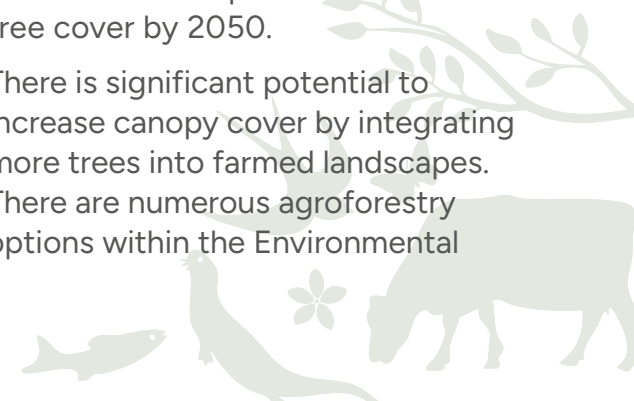 ree cover by 2050.
There is significant potential to
ncrease canopy cover by integrating
more trees into farmed landscapes.
There are numerous agroforestry
options within the Environmental